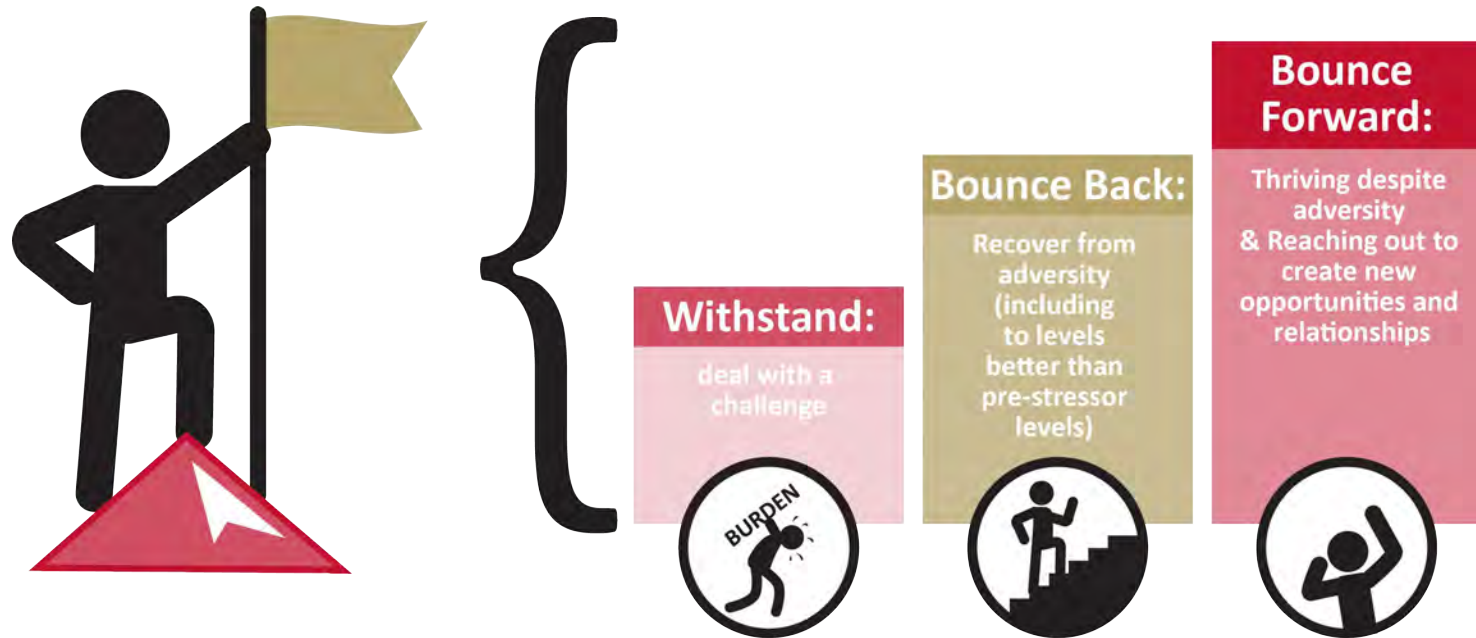 Withstand:
deal with a
challenge
BURDEN
Bounce Back:
Recover from
adversity
(including
to levels
better than
pre-stressor
levels)
Bounce
Forward:
Thriving despite
adversity
& Reaching out to
create new
opportunities and
relationships